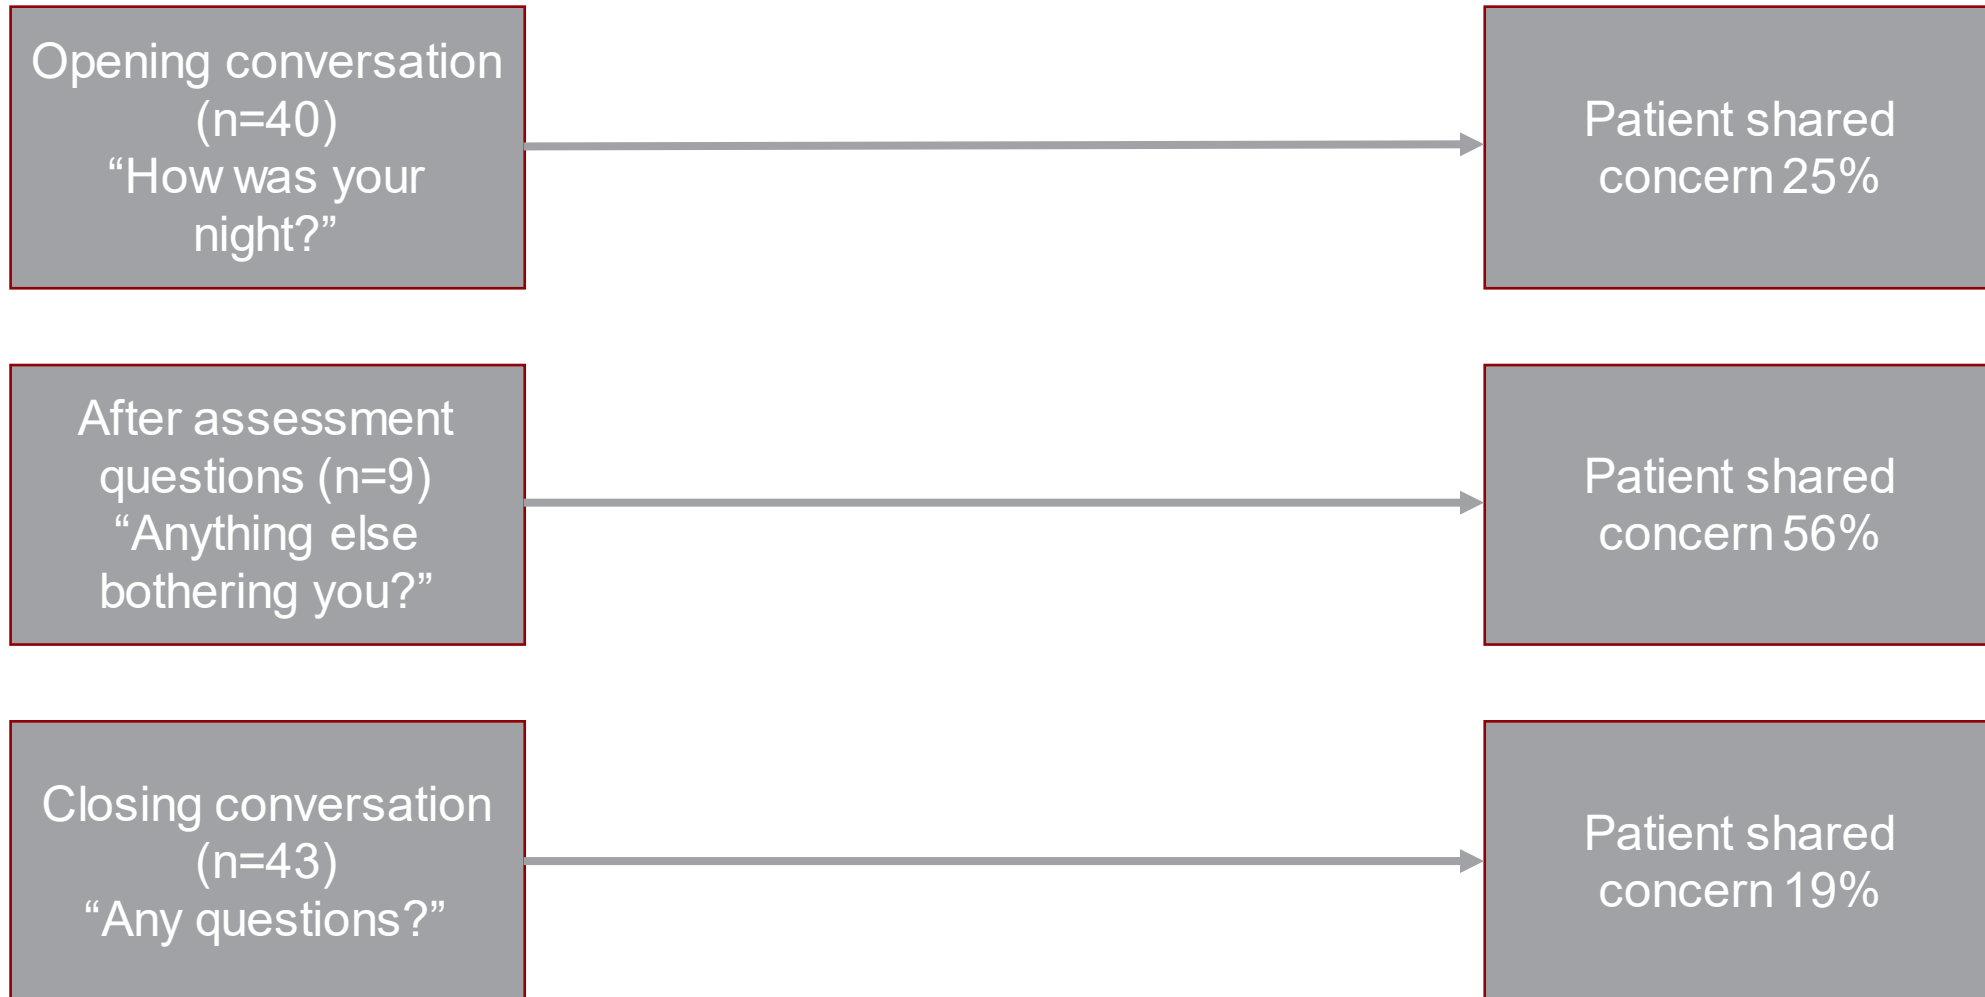 Opening conversation
(n=40)
“How was your
night?”
Patient shared
concern 25%
After assessment
questions (n=9)
“Anything else
bothering you?”
Patient shared
concern 56%
Closing conversation
(n=43)
“Any questions?”
Patient shared
concern 19%